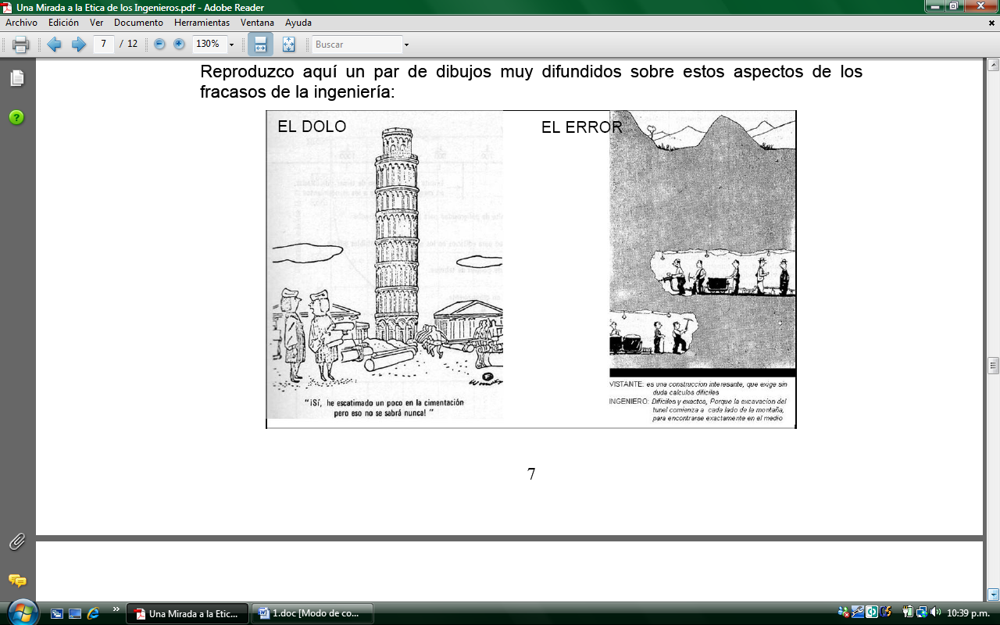 Una Mirada a la Etica de los Ingenieros.pdf - Adobe Reader
Archivo Edición Ver Documento Herramientas Ventana Ayuda
7 / 12 130% Buscar
Reproduzco aquí un par de dibujos muy difundidos sobre estos aspectos de los
fracasos de la ingeniería:
EL DOLO
EL ERROR
"¡Sí, he escatimado un poco en la cimentación
pero eso no se sabrá nunca! "
VISTANTE: es una construccion interesante, que exige sin
duda calculos dificiles
INGENIERO: Dificiles y exactos, Porque la excavacion del
tunel comienza a cada lado de la montaña,
para encontrarse exactamente en el medio
7
Una Mirada a la Etic...
1.doc [Modo de co...
10:39 p.m.